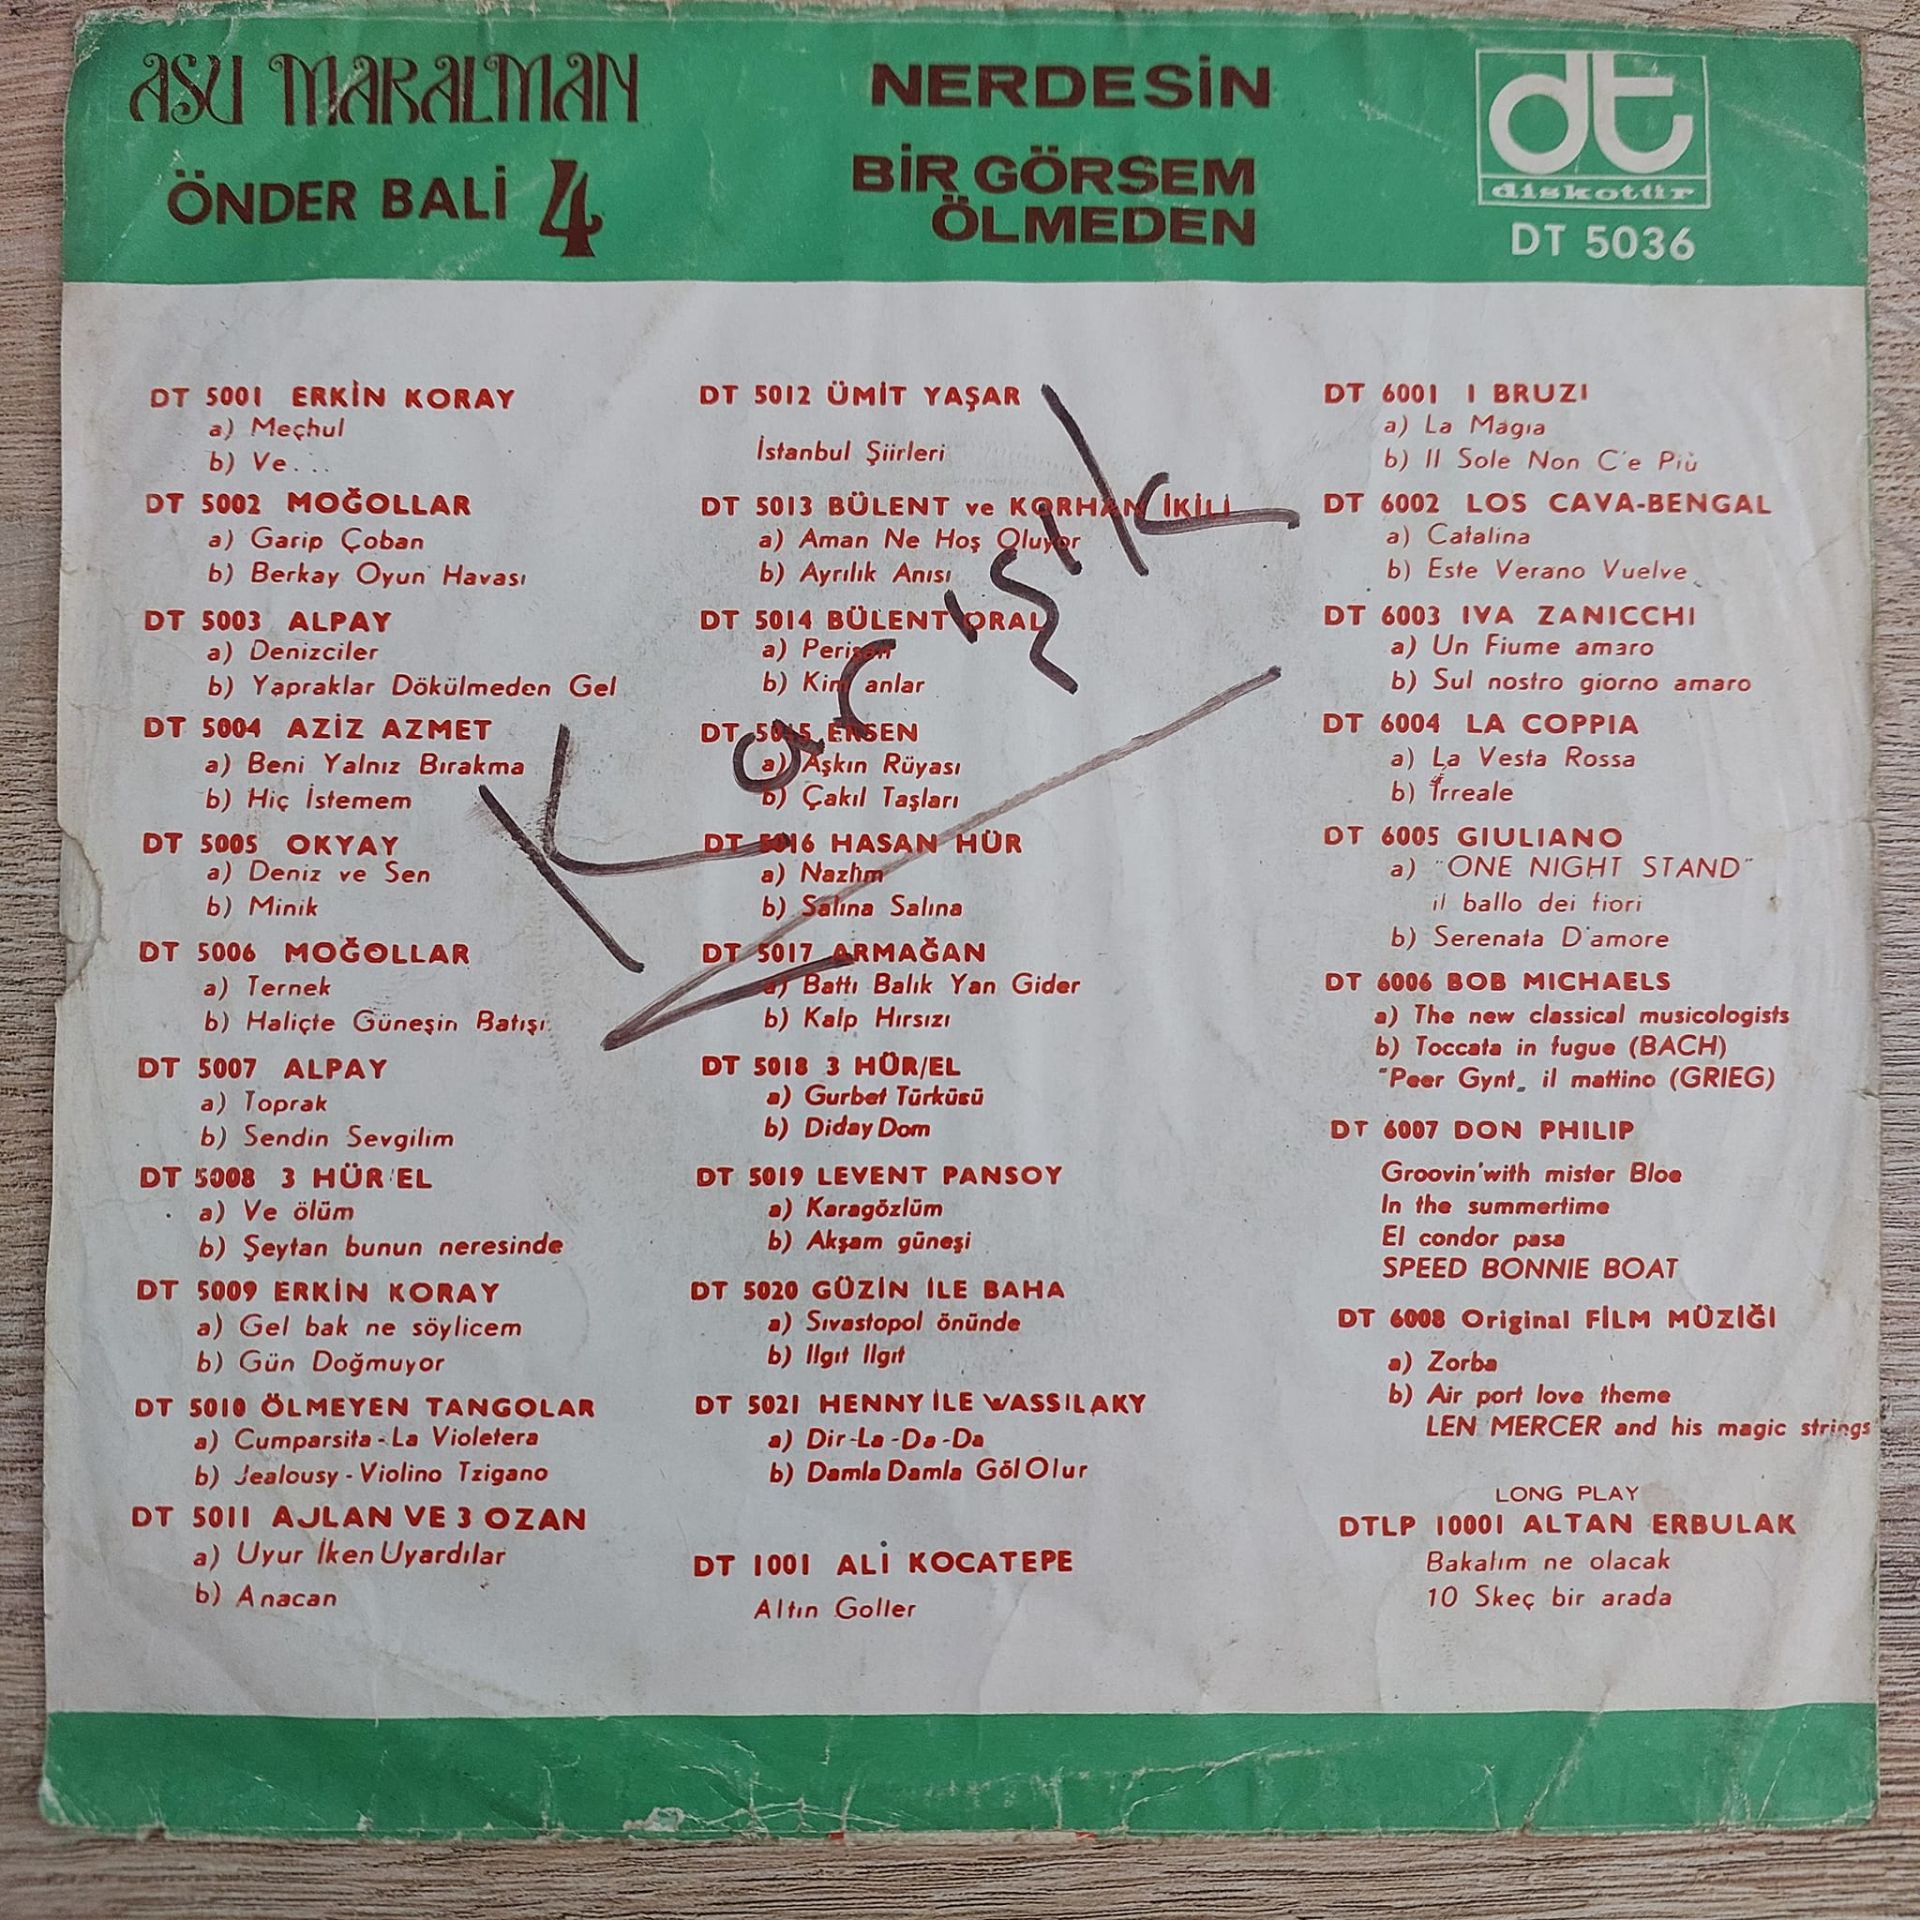 ASU MARALMAN
ÖNDER BALİ 4
NERDESİN
BİR GÖRSEM
ÖLMEDEN
dt
diskotür
DT 5036
DT 5001 ERKİN KORAY
a) Meçhul
b) Ve...
DT 5002 MOĞOLLAR
a) Garip Çoban
b) Berkay Oyun Havası
DT 5003 ALPAY
a) Denizciler
b) Yapraklar Dökülmeden Gel
DT 5004 AZİZ AZMET
a) Beni Yalnız Bırakma
b) Hiç İstemem
DT 5005 OKYAY
a) Deniz ve Sen
b) Minik
DT 5006 MOĞOLLAR
a) Ternek
b) Haliçte Güneşin Batışı
DT 5007 ALPAY
a) Toprak
b) Sendin Sevgilim
DT 5008 3 HÜR'EL
a) Ve ölüm
b) Şeytan bunun neresinde
DT 5009 ERKİN KORAY
a) Gel bak ne söylicem
b) Gün Doğmuyor
DT 5010 ÖLMEYEN TANGOLAR
a) Cumparsita - La Violetera
b) Jealousy - Violino Tzigano
DT 5011 AJLAN VE 3 OZAN
a) Uyur İken Uyardılar
b) Anacan
DT 5012 ÜMİT YAŞAR
İstanbul Şiirleri
DT 5013 BÜLENT ve KORHAN İKİLİ
a) Aman Ne Hoş Oluyor
b) Ayrılık Anısı
DT 5014 BÜLENT ORAL
a) Perişan
b) Kim anlar
DT 5015 ERSEN
a) Aşkın Rüyası
b) Çakıl Taşları
DT 5016 HASAN HÜR
a) Nazlım
b) Salına Salına
DT 5017 ARMAĞAN
a) Battı Balık Yan Gider
b) Kalp Hırsızı
DT 5018 3 HÜR/EL
a) Gurbet Türküsü
b) Diday Dom
DT 5019 LEVENT PANSOY
a) Karagözlüm
b) Akşam güneşi
DT 5020 GÜZİN İLE BAHA
a) Sıvastopol önünde
b) Ilgıt Ilgıt
DT 5021 HENNY İLE WASSILAKY
a) Dir-La-Da-Da
b) Damla Damla Göl Olur
DT 1001 ALİ KOCATEPE
Altın Goller
DT 6001 I BRUZI
a) La Magia
b) Il Sole Non C'e Più
DT 6002 LOS CAVA-BENGAL
a) Catalina
b) Este Verano Vuelve
DT 6003 IVA ZANICCHI
a) Un Fiume amaro
b) Sul nostro giorno amaro
DT 6004 LA COPPIA
a) La Vesta Rossa
b) Irreale
DT 6005 GIULIANO
a) "ONE NIGHT STAND"
il ballo dei fiori
b) Serenata D'amore
DT 6006 BOB MICHAELS
a) The new classical musicologists
b) Toccata in fugue (BACH)
"Peer Gynt„ il mattino (GRIEG)
DT 6007 DON PHILIP
Groovin'with mister Bloe
In the summertime
El condor pasa
SPEED BONNIE BOAT
DT 6008 Original FİLM MÜZİĞİ
a) Zorba
b) Air port love theme
LEN MERCER and his magic strings
LONG PLAY
DTLP 10001 ALTAN ERBULAK
Bakalım ne olacak
10 Skeç bir arada
Karışık